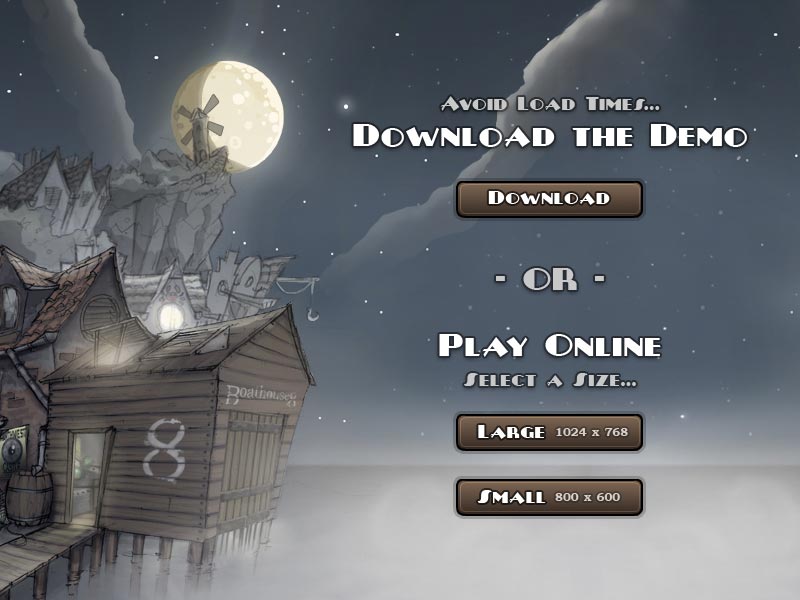 Avoid Load Times...
Download the Demo
Download
- OR -
Play Online
Select a Size...
Large 1024 x 768
Small 800 x 600
Boathouse 8
8